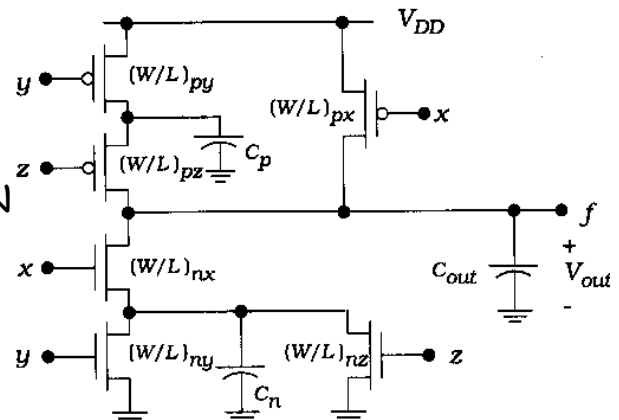 V_DD
y
(W/L)_py
(W/L)_px
x
C_p
z
(W/L)_pz
f
x
(W/L)_nx
C_out
+
V_out
-
y
(W/L)_ny
C_n
(W/L)_nz
z